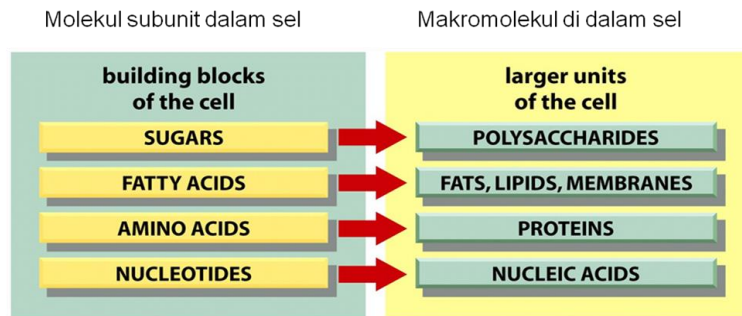 Molekul subunit dalam sel
Makromolekul di dalam sel
building blocks
of the cell
larger units
of the cell
SUGARS
POLYSACCHARIDES
FATTY ACIDS
FATS, LIPIDS, MEMBRANES
AMINO ACIDS
PROTEINS
NUCLEOTIDES
NUCLEIC ACIDS